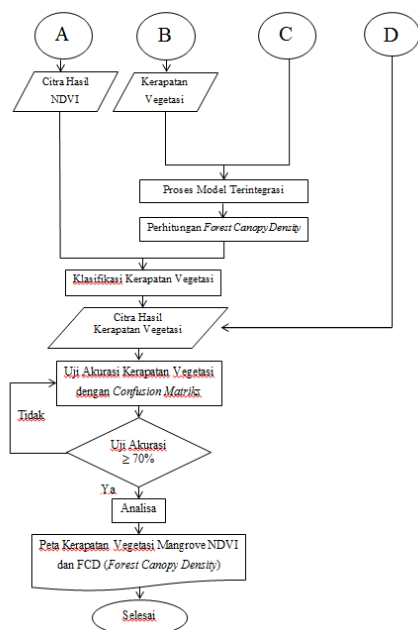 A
B
C
D
Citra Hasil
NDVI
Kerapatan
Vegetasi
Proses Model Terintegrasi
Perhitungan Forest Canopy Density
Klasifikasi Kerapatan Vegetasi
Citra Hasil
Kerapatan Vegetasi
Uji Akurasi Kerapatan Vegetasi
dengan Confusion Matriks
Tidak
Uji Akurasi
≥ 70%
Ya
Analisa
Peta Kerapatan Vegetasi Mangrove NDVI
dan FCD (Forest Canopy Density)
Selesai